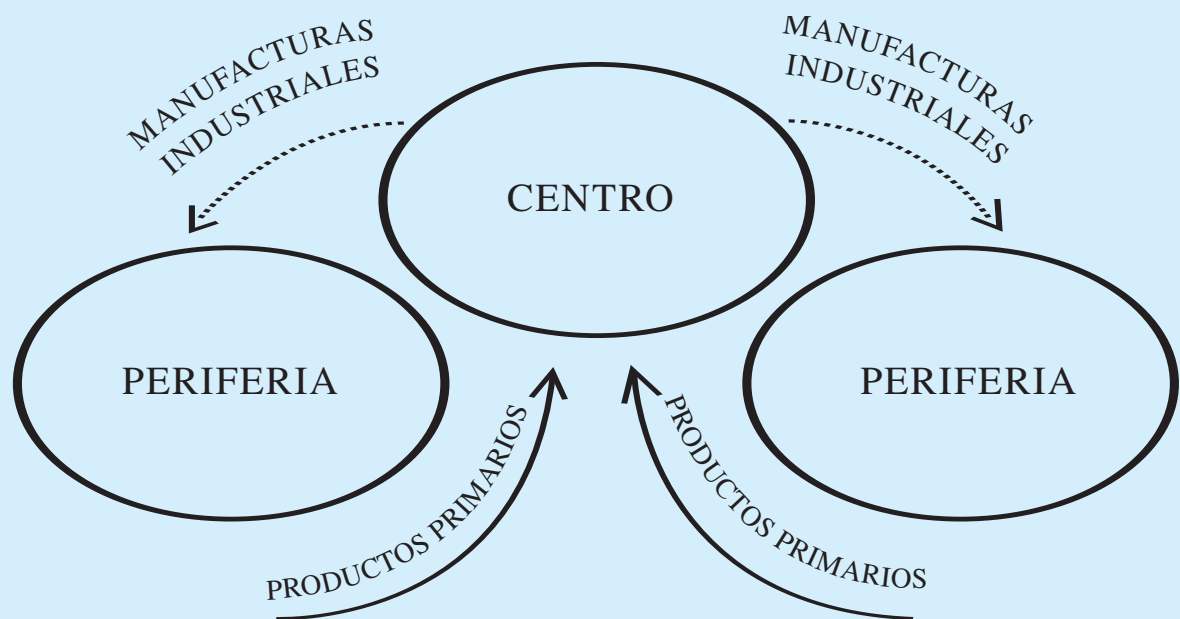 MANUFACTURAS
INDUSTRIALES
MANUFACTURAS
INDUSTRIALES
CENTRO
PERIFERIA
PERIFERIA
PRODUCTOS PRIMARIOS
PRODUCTOS PRIMARIOS